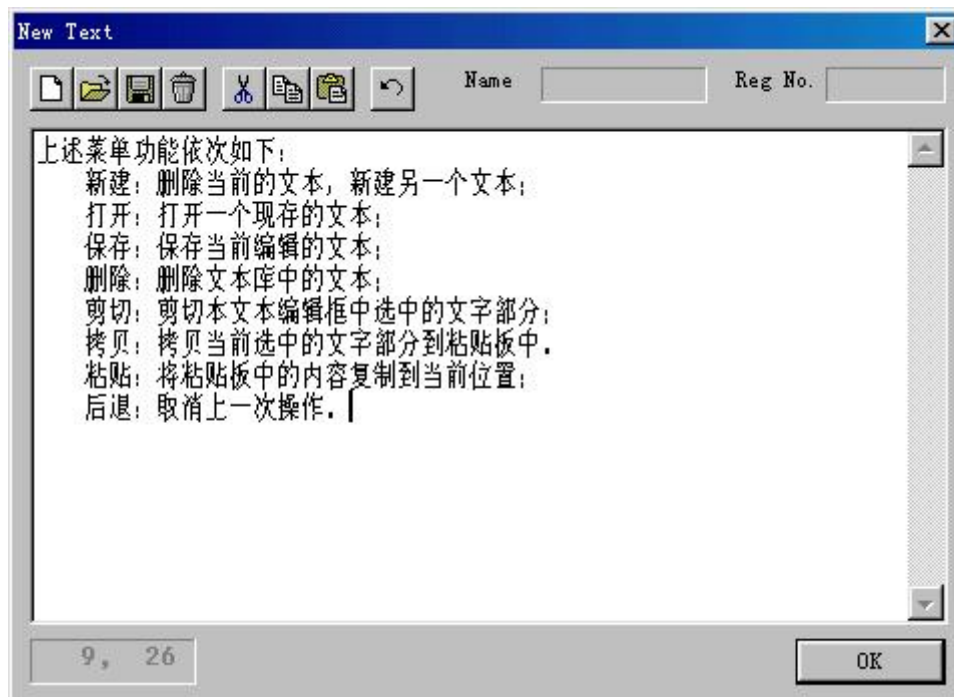 New Text
Name Reg No.
上述菜单功能依次如下：
新建：删除当前的文本，新建另一个文本；
打开：打开一个现存的文本；
保存：保存当前编辑的文本；
删除：删除文本库中的文本；
剪切：剪切本文本编辑框中选中的文字部分；
拷贝：拷贝当前选中的文字部分到粘贴板中．
粘贴：将粘贴板中的内容复制到当前位置；
后退：取消上一次操作．
9, 26
OK